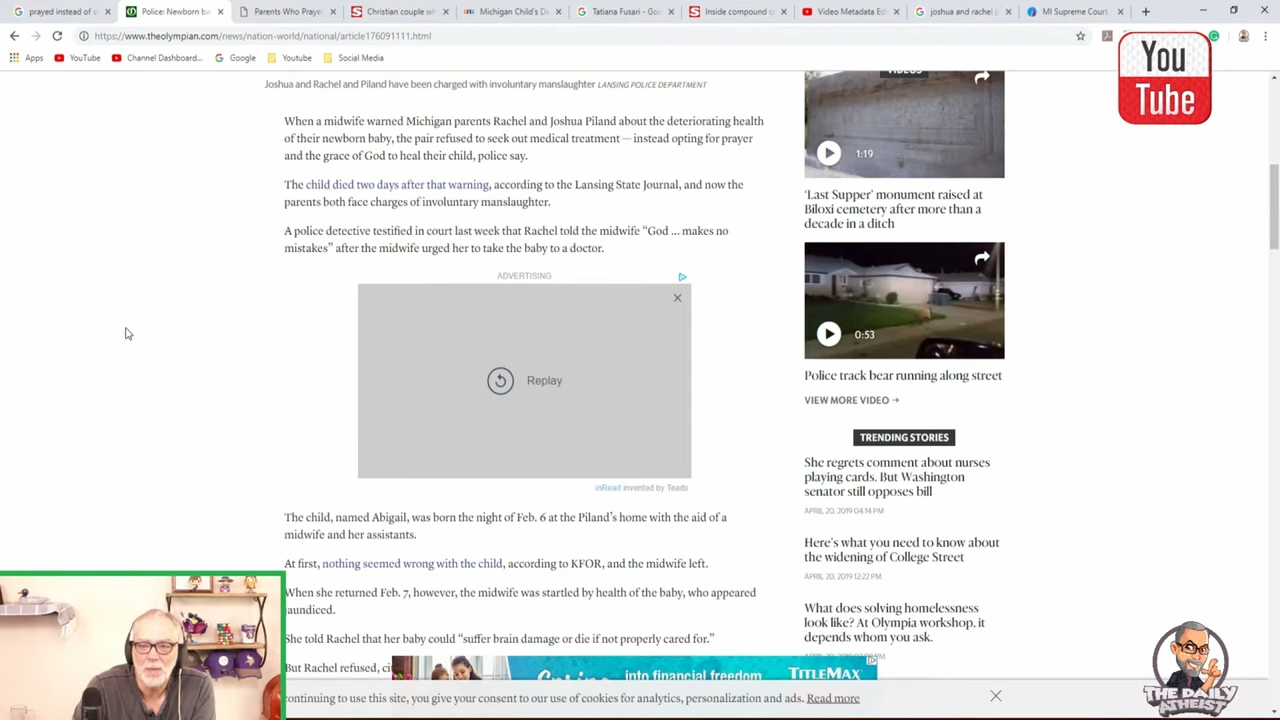 prayed instead of
Police: Newborn ba
Parents Who Praye
Christian couple wh
Michigan Child's De
Tatiana Fusari - Goo
Inside compound o
Video Metadata Ed
joshua and rachel p
MI Supreme Court
https://www.theolympian.com/news/nation-world/national/article176091111.html
Apps YouTube Channel Dashboard... Google Youtube Social Media
You
Tube
Joshua and Rachel and Piland have been charged with involuntary manslaughter LANSING POLICE DEPARTMENT
When a midwife warned Michigan parents Rachel and Joshua Piland about the deteriorating health
of their newborn baby, the pair refused to seek out medical treatment — instead opting for prayer
and the grace of God to heal their child, police say.
The child died two days after that warning, according to the Lansing State Journal, and now the
parents both face charges of involuntary manslaughter.
A police detective testified in court last week that Rachel told the midwife “God ... makes no
mistakes” after the midwife urged her to take the baby to a doctor.
ADVERTISING
Replay
inRead invented by Teads
The child, named Abigail, was born the night of Feb. 6 at the Piland’s home with the aid of a
midwife and her assistants.
At first, nothing seemed wrong with the child, according to KFOR, and the midwife left.
When she returned Feb. 7, however, the midwife was startled by health of the baby, who appeared
jaundiced.
She told Rachel that her baby could “suffer brain damage or die if not properly cared for.”
But Rachel refused, ci
into financial freedom
TITLEMAX
continuing to use this site, you give your consent to our use of cookies for analytics, personalization and ads. Read more
VIDEOS
1:19
‘Last Supper’ monument raised at
Biloxi cemetery after more than a
decade in a ditch
0:53
Police track bear running along street
VIEW MORE VIDEO →
TRENDING STORIES
She regrets comment about nurses
playing cards. But Washington
senator still opposes bill
APRIL 20, 2019 04:14 PM
Here’s what you need to know about
the widening of College Street
APRIL 20, 2019 12:22 PM
What does solving homelessness
look like? At Olympia workshop, it
depends whom you ask.
THE DAILY
ATHEIST